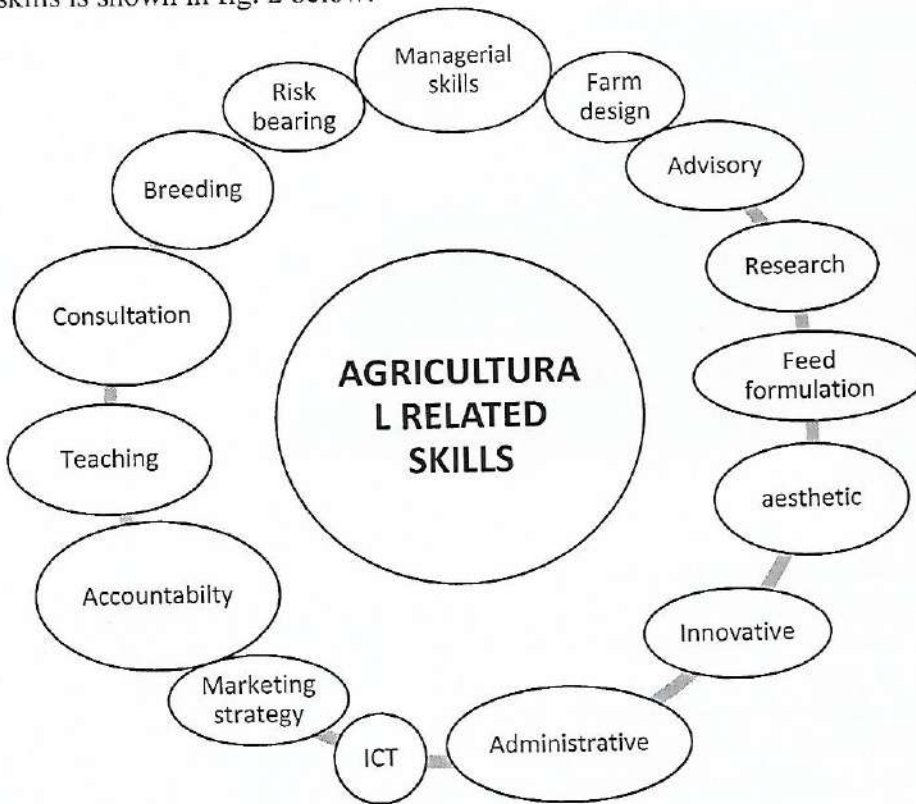 skills is shown in fig. 2 below.
Managerial
skills
Farm
design
Advisory
Research
Feed
formulation
aesthetic
Innovative
Administrative
ICT
Marketing
strategy
Accountabilty
Teaching
Consultation
Breeding
Risk
bearing
AGRICULTURA
L RELATED
SKILLS